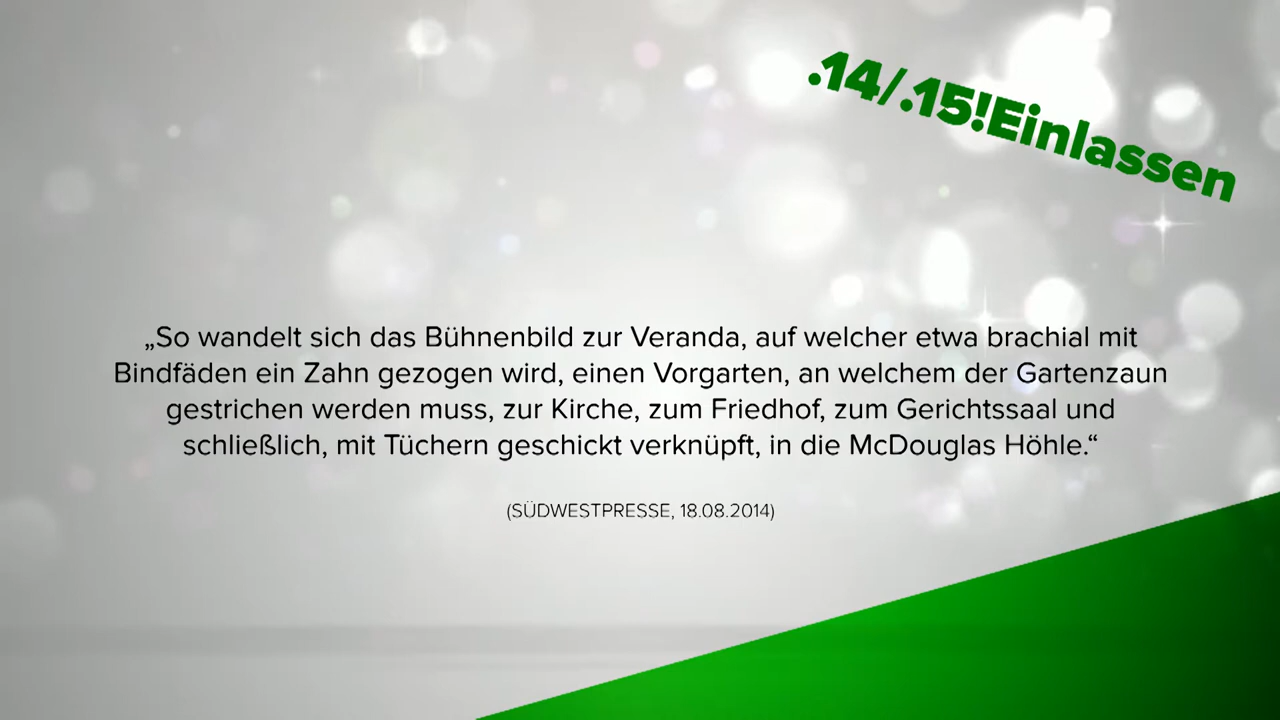 .14/.15!Einlassen
„So wandelt sich das Bühnenbild zur Veranda, auf welcher etwa brachial mit
Bindfäden ein Zahn gezogen wird, einen Vorgarten, an welchem der Gartenzaun
gestrichen werden muss, zur Kirche, zum Friedhof, zum Gerichtssaal und
schließlich, mit Tüchern geschickt verknüpft, in die McDouglas Höhle.“
(SÜDWESTPRESSE, 18.08.2014)